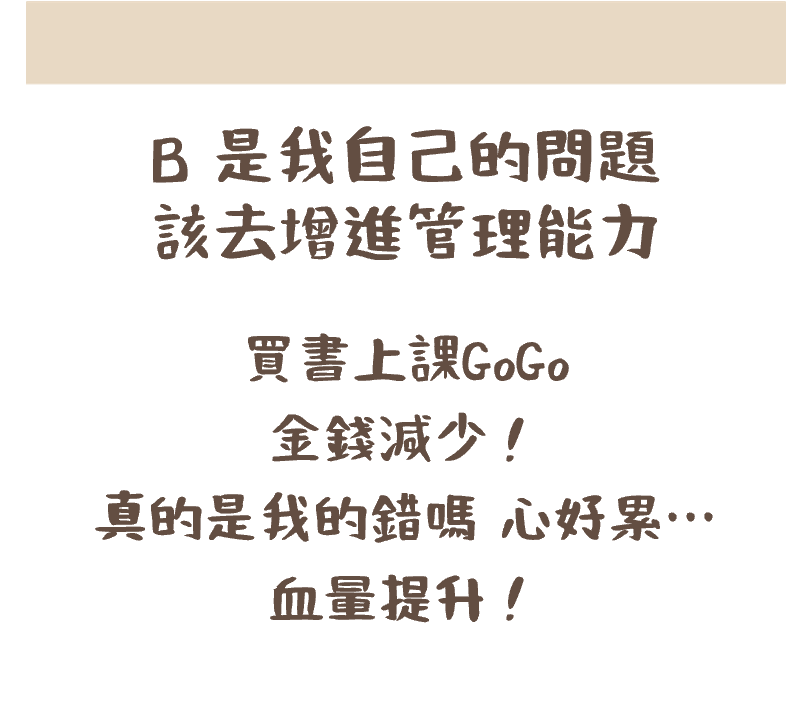 B 是我自己的問題
該去增進管理能力
買書上課GoGo
金錢減少！
真的是我的錯嗎 心好累…
血量提升！